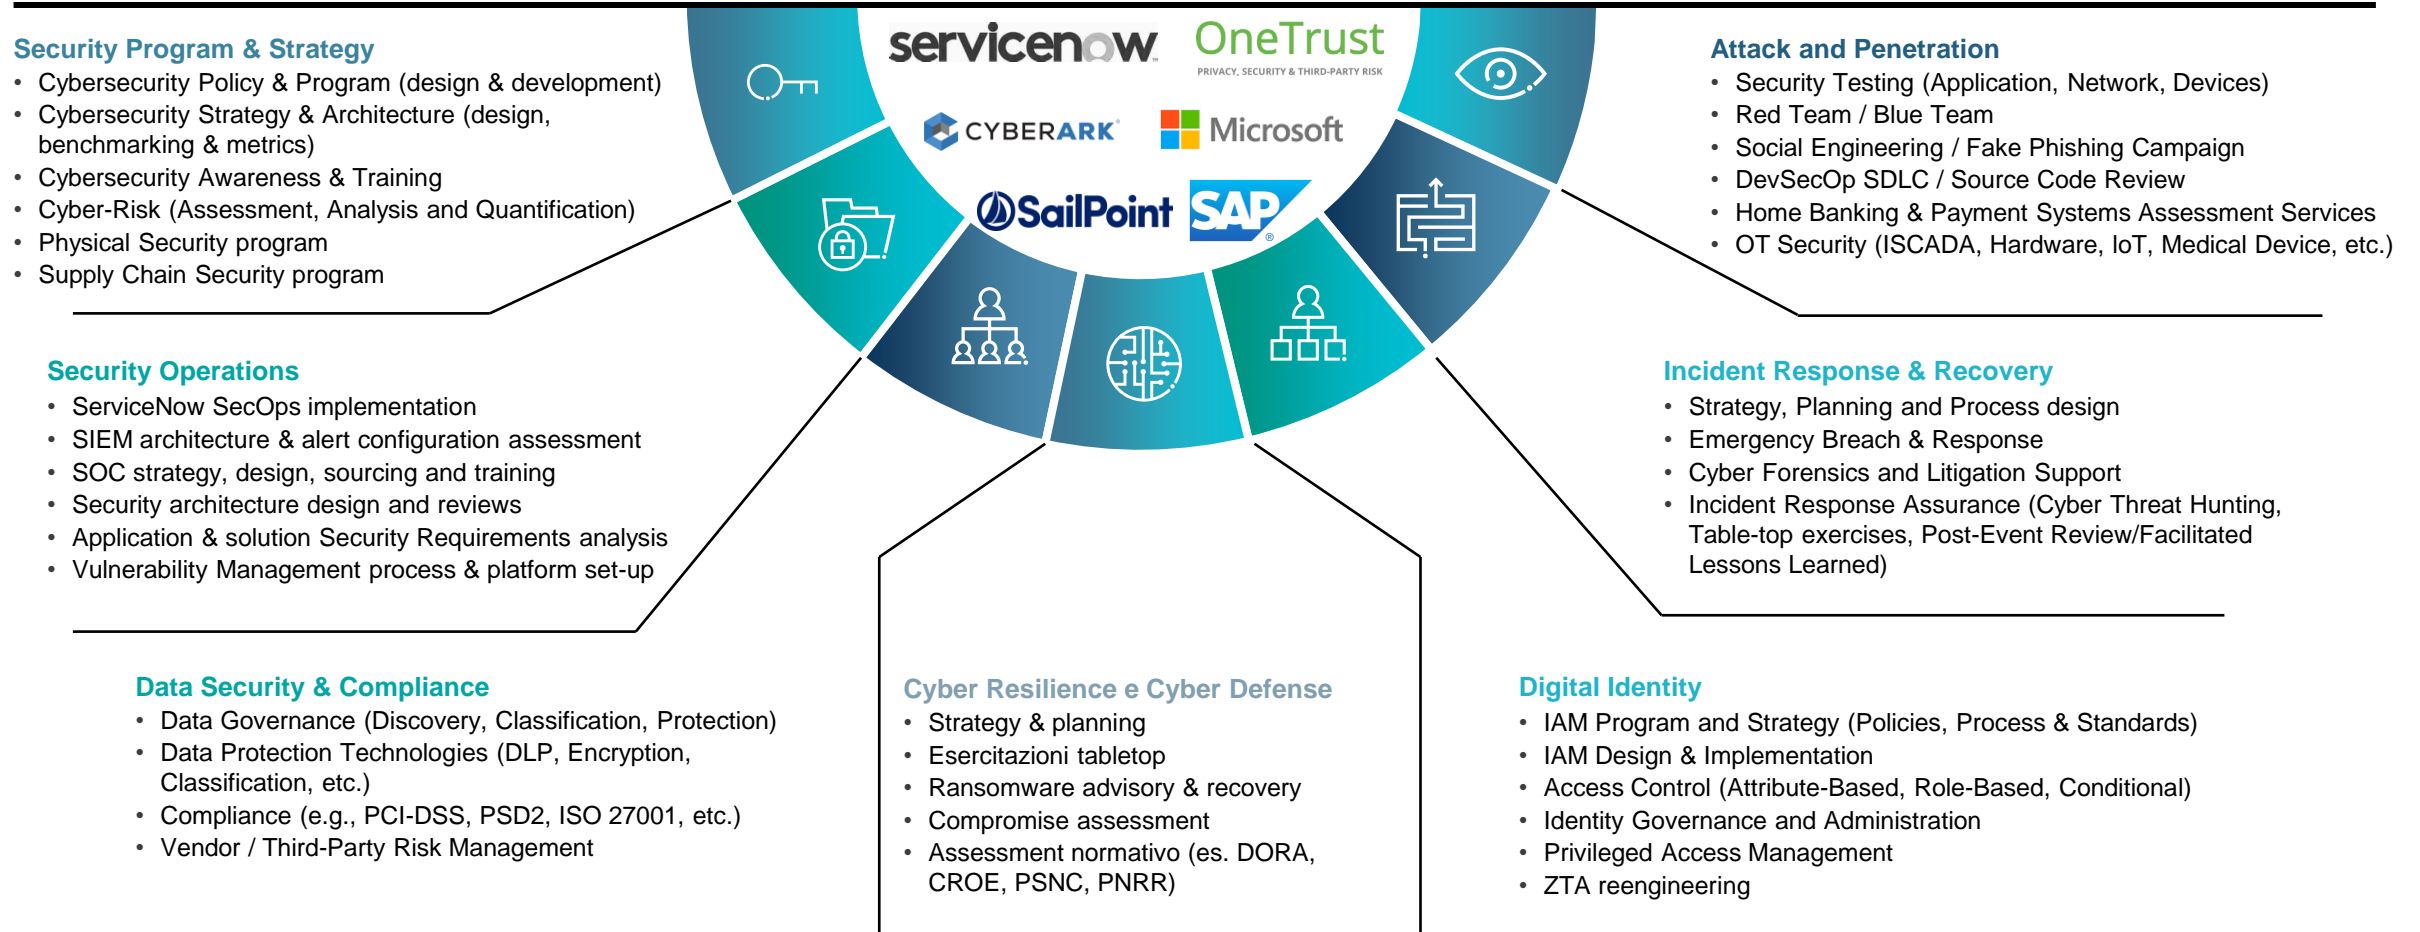 Security Program & Strategy
• Cybersecurity Policy & Program (design & development)
• Cybersecurity Strategy & Architecture (design,
benchmarking & metrics)
• Cybersecurity Awareness & Training
• Cyber-Risk (Assessment, Analysis and Quantification)
• Physical Security program
• Supply Chain Security program
servicenow
OneTrust
PRIVACY, SECURITY & THIRD-PARTY RISK
CYBERARK®
Microsoft
SailPoint
SAP®
Attack and Penetration
• Security Testing (Application, Network, Devices)
• Red Team / Blue Team
• Social Engineering / Fake Phishing Campaign
• DevSecOp SDLC / Source Code Review
• Home Banking & Payment Systems Assessment Services
• OT Security (ISCADA, Hardware, IoT, Medical Device, etc.)
Security Operations
• ServiceNow SecOps implementation
• SIEM architecture & alert configuration assessment
• SOC strategy, design, sourcing and training
• Security architecture design and reviews
• Application & solution Security Requirements analysis
• Vulnerability Management process & platform set-up
Incident Response & Recovery
• Strategy, Planning and Process design
• Emergency Breach & Response
• Cyber Forensics and Litigation Support
• Incident Response Assurance (Cyber Threat Hunting,
Table-top exercises, Post-Event Review/Facilitated
Lessons Learned)
Data Security & Compliance
• Data Governance (Discovery, Classification, Protection)
• Data Protection Technologies (DLP, Encryption,
Classification, etc.)
• Compliance (e.g., PCI-DSS, PSD2, ISO 27001, etc.)
• Vendor / Third-Party Risk Management
Cyber Resilience e Cyber Defense
• Strategy & planning
• Esercitazioni tabletop
• Ransomware advisory & recovery
• Compromise assessment
• Assessment normativo (es. DORA,
CROE, PSNC, PNRR)
Digital Identity
• IAM Program and Strategy (Policies, Process & Standards)
• IAM Design & Implementation
• Access Control (Attribute-Based, Role-Based, Conditional)
• Identity Governance and Administration
• Privileged Access Management
• ZTA reengineering